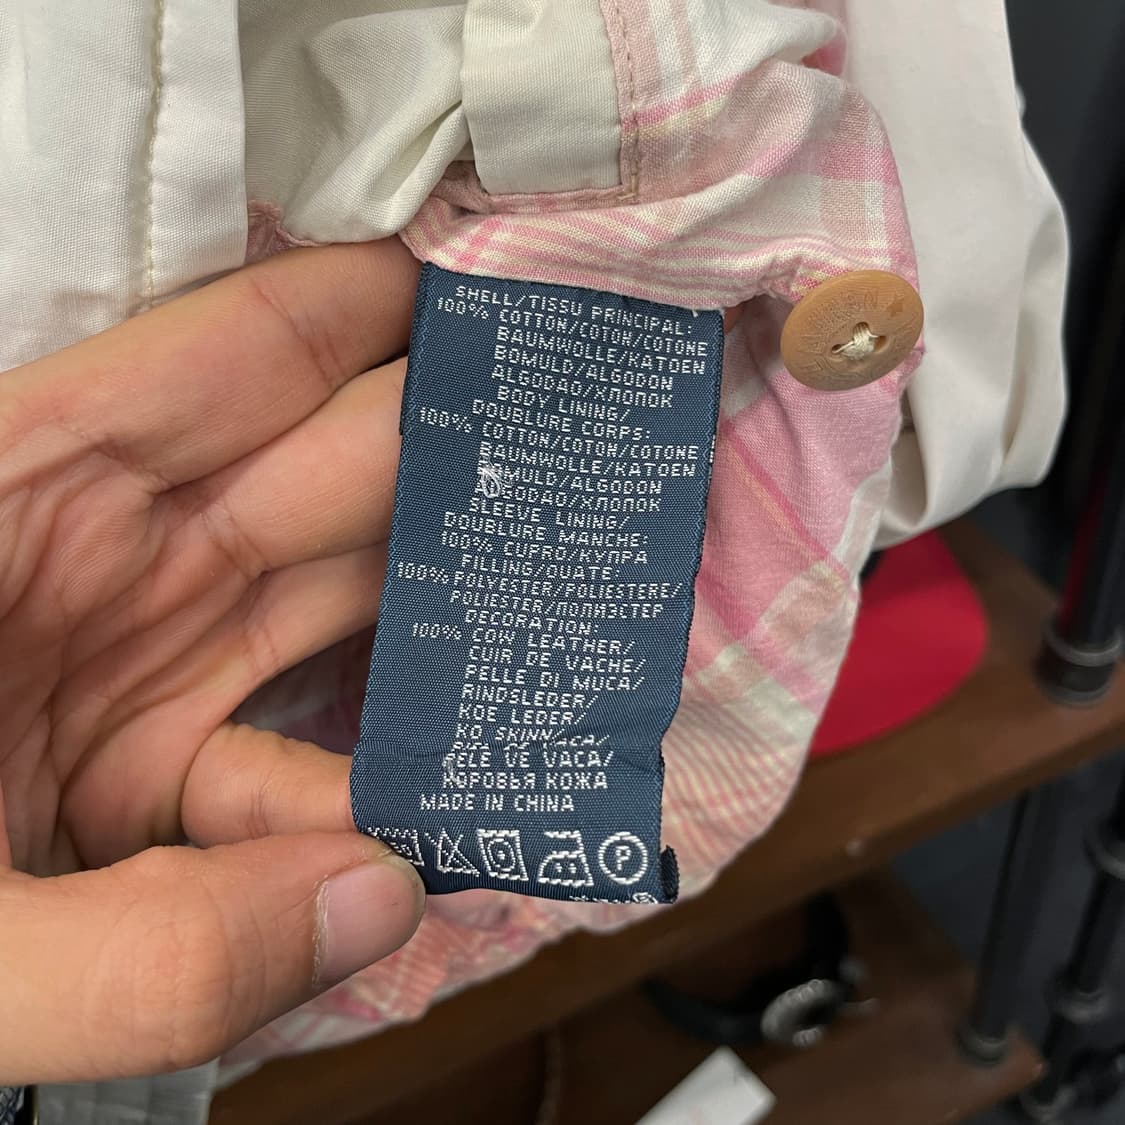 SHELL/TISSU PRINCIPAL:
100% COTTON/COTON/COTONE
BAUMWOLLE/KATOEN
BOMULD/ALGODON
ALGODAO/ХЛОПОК
BODY LINING/
DOUBLURE CORPS:
100% COTTON/COTON/COTONE
BAUMWOLLE/KATOEN
BOMULD/ALGODON
ALGODAO/ХЛОПОК
SLEEVE LINING/
DOUBLURE MANCHE:
100% CUPRO/КУПРА
FILLING/OUATE:
100% POLYESTER/POLIESTERE/
POLIESTER/ПОЛИЭСТЕР
DECORATION:
100% COW LEATHER/
CUIR DE VACHE/
PELLE DI MUCA/
RINDSLEDER/
KOE LEDER/
KO SKINN/
PELE DE VACA/
КОРОВЬЯ КОЖА
MADE IN CHINA
P